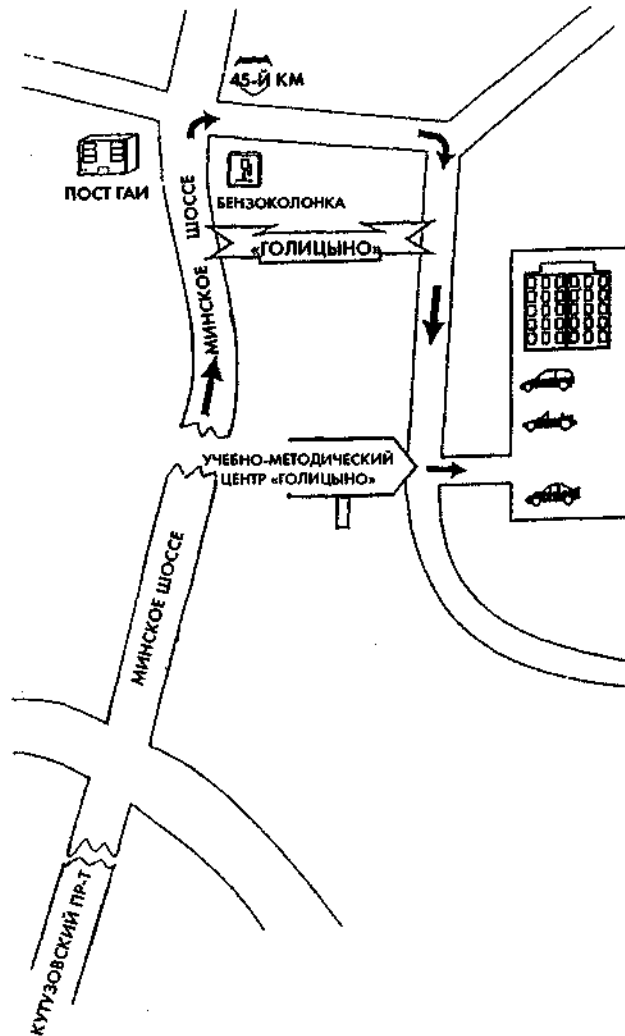 45-Й КМ
ПОСТ ГАИ
БЕНЗОКОЛОНКА
«ГОЛИЦЫНО»
МИНСКОЕ ШОССЕ
УЧЕБНО-МЕТОДИЧЕСКИЙ
ЦЕНТР «ГОЛИЦЫНО»
МИНСКОЕ ШОССЕ
КУТУЗОВСКИЙ ПР-Т